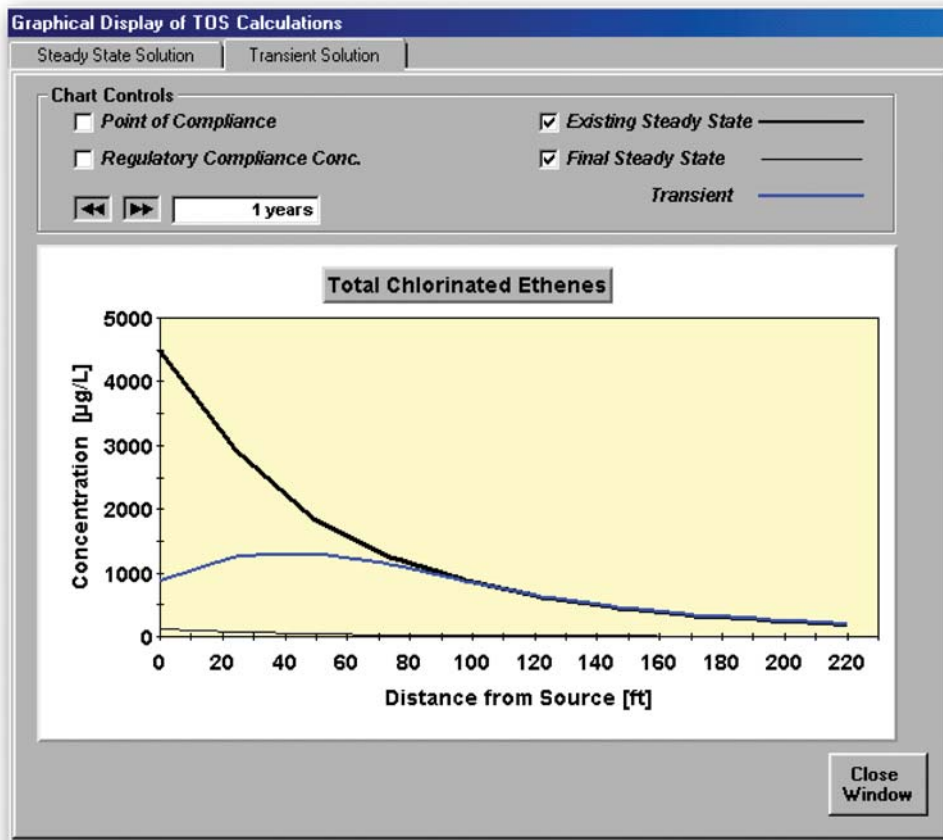 Graphical Display of TOS Calculations
Steady State Solution
Transient Solution
Chart Controls
Point of Compliance
Regulatory Compliance Conc.
1 years
Existing Steady State
Final Steady State
Transient
Total Chlorinated Ethenes
Concentration [µg/L]
5000
4000
3000
2000
1000
0
0 20 40 60 80 100 120 140 160 180 200 220
Distance from Source [ft]
Close
Window